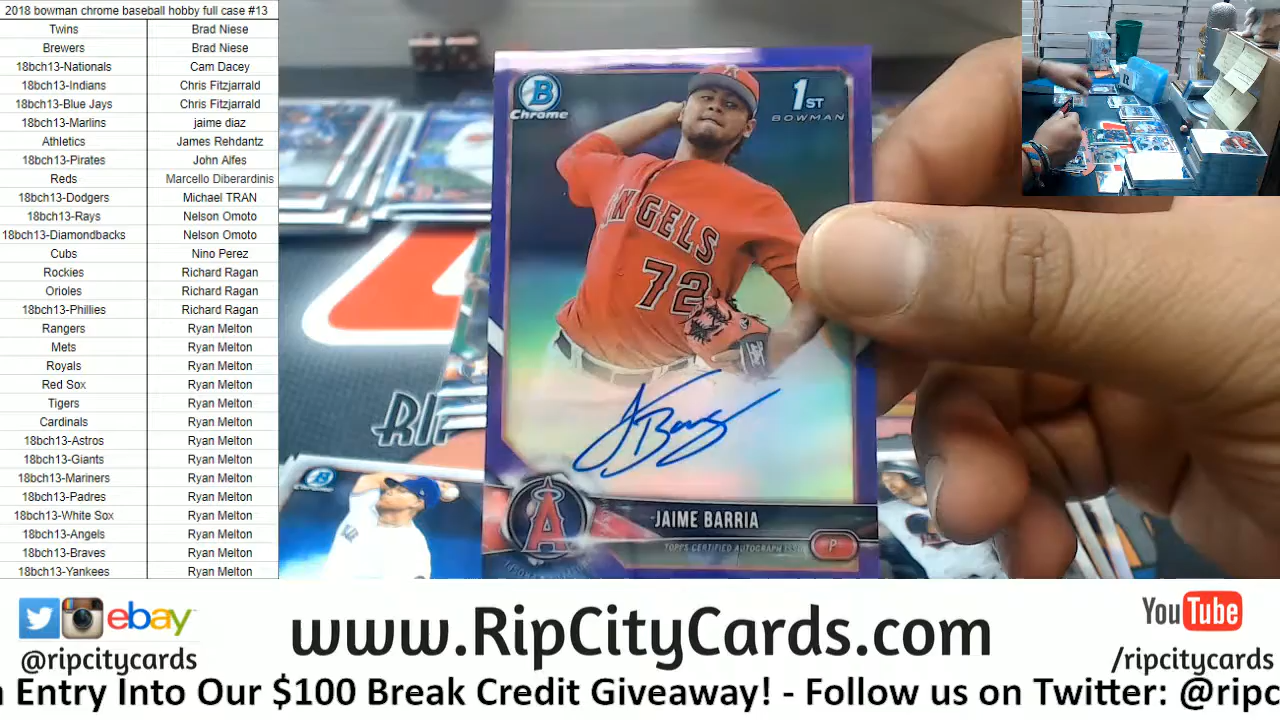 2018 bowman chrome baseball hobby full case #13
Twins Brad Niese
Brewers Brad Niese
18bch13-Nationals Cam Dacey
18bch13-Indians Chris Fitzjarrald
18bch13-Blue Jays Chris Fitzjarrald
18bch13-Marlins jaime diaz
Athletics James Rehdantz
18bch13-Pirates John Alfes
Reds Marcello Diberardinis
18bch13-Dodgers Michael TRAN
18bch13-Rays Nelson Omoto
18bch13-Diamondbacks Nelson Omoto
Cubs Nino Perez
Rockies Richard Ragan
Orioles Richard Ragan
18bch13-Phillies Richard Ragan
Rangers Ryan Melton
Mets Ryan Melton
Royals Ryan Melton
Red Sox Ryan Melton
Tigers Ryan Melton
Cardinals Ryan Melton
18bch13-Astros Ryan Melton
18bch13-Giants Ryan Melton
18bch13-Mariners Ryan Melton
18bch13-Padres Ryan Melton
18bch13-White Sox Ryan Melton
18bch13-Angels Ryan Melton
18bch13-Braves Ryan Melton
18bch13-Yankees Ryan Melton
B
Chrome
1ST
BOWMAN
ANGELS
72
A
JAIME BARRIA
TOPPS CERTIFIED AUTOGRAPH ISSUE
P
RI
Chrome
ebay
@ripcitycards
www.RipCityCards.com
YouTube
/ripcitycards
n Entry Into Our $100 Break Credit Giveaway! - Follow us on Twitter: @ripc